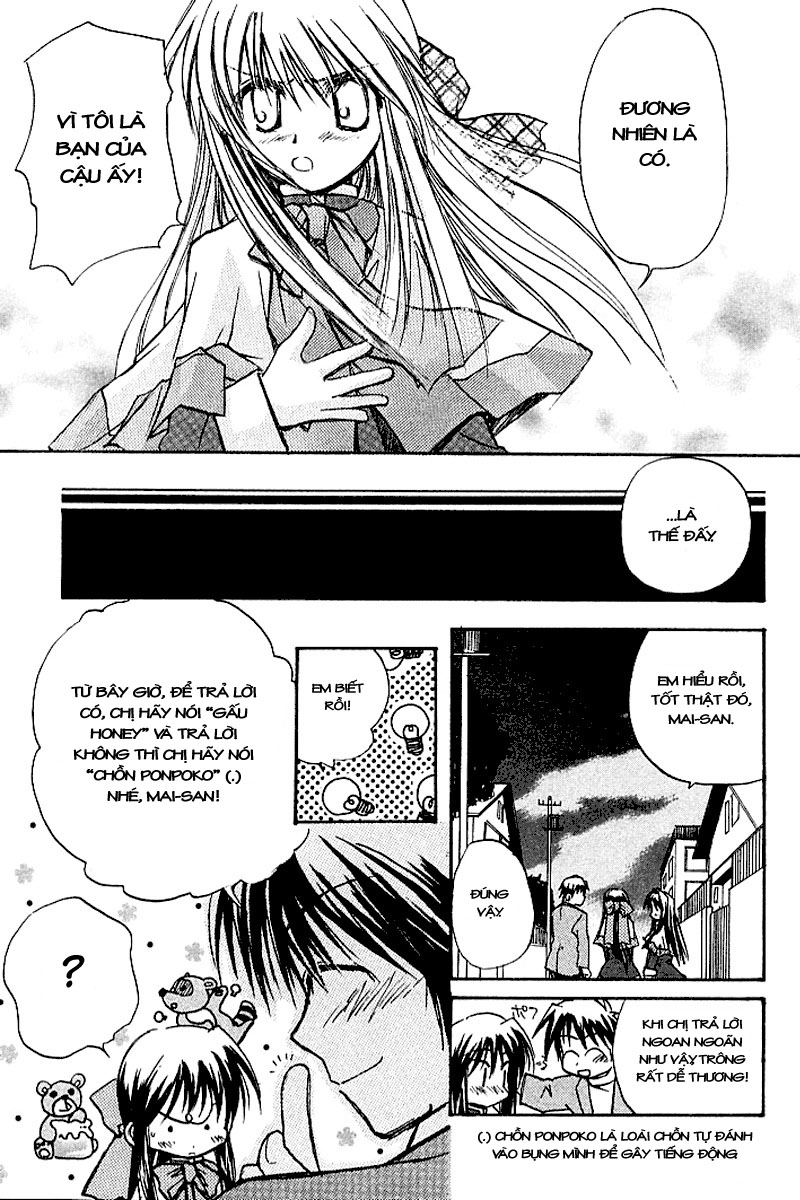 ĐƯƠNG
NHIÊN LÀ
CÓ.
VÌ TÔI LÀ
BẠN CỦA
CẬU ẤY!
...LÀ
THẾ ĐẤY.
EM HIỂU RỒI,
TỐT THẬT ĐÓ,
MAI-SAN.
ĐÚNG
VẬY.
KHI CHỊ TRẢ LỜI
NGOAN NGOÃN
NHƯ VẬY TRÔNG
RẤT DỄ THƯƠNG!
ポカ
EM BIẾT
RỒI!
TỪ BÂY GIỜ, ĐỂ TRẢ LỜI
CÓ, CHỊ HÃY NÓI “GẤU
HONEY” VÀ TRẢ LỜI
KHÔNG THÌ CHỊ HÃY NÓI
“CHỒN PONPOKO” (.)
NHÉ, MAI-SAN!
?
(.) CHỒN PONPOKO LÀ LOÀI CHỒN TỰ ĐÁNH
VÀO BỤNG MÌNH ĐỂ GÂY TIẾNG ĐỘNG